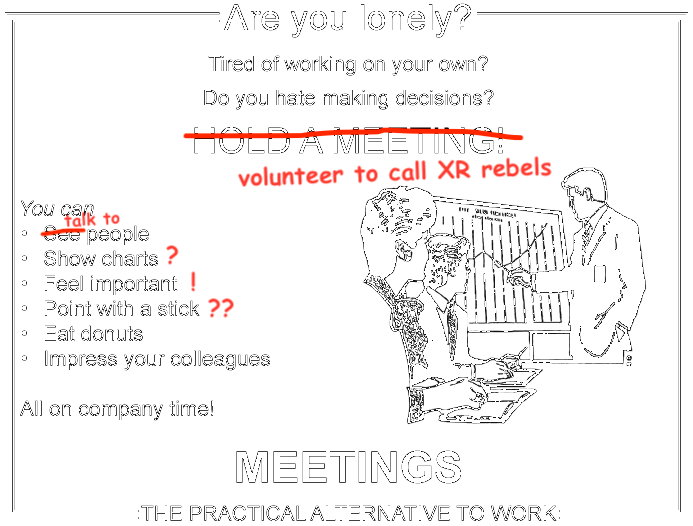 Are you lonely?
Tired of working on your own?
Do you hate making decisions?
HOLD A MEETING!
volunteer to call XR rebels
You can
talk to
• See people
• Show charts ?
• Feel important !
• Point with a stick ??
• Eat donuts
• Impress your colleagues
All on company time!
MEETINGS
THE PRACTICAL ALTERNATIVE TO WORK